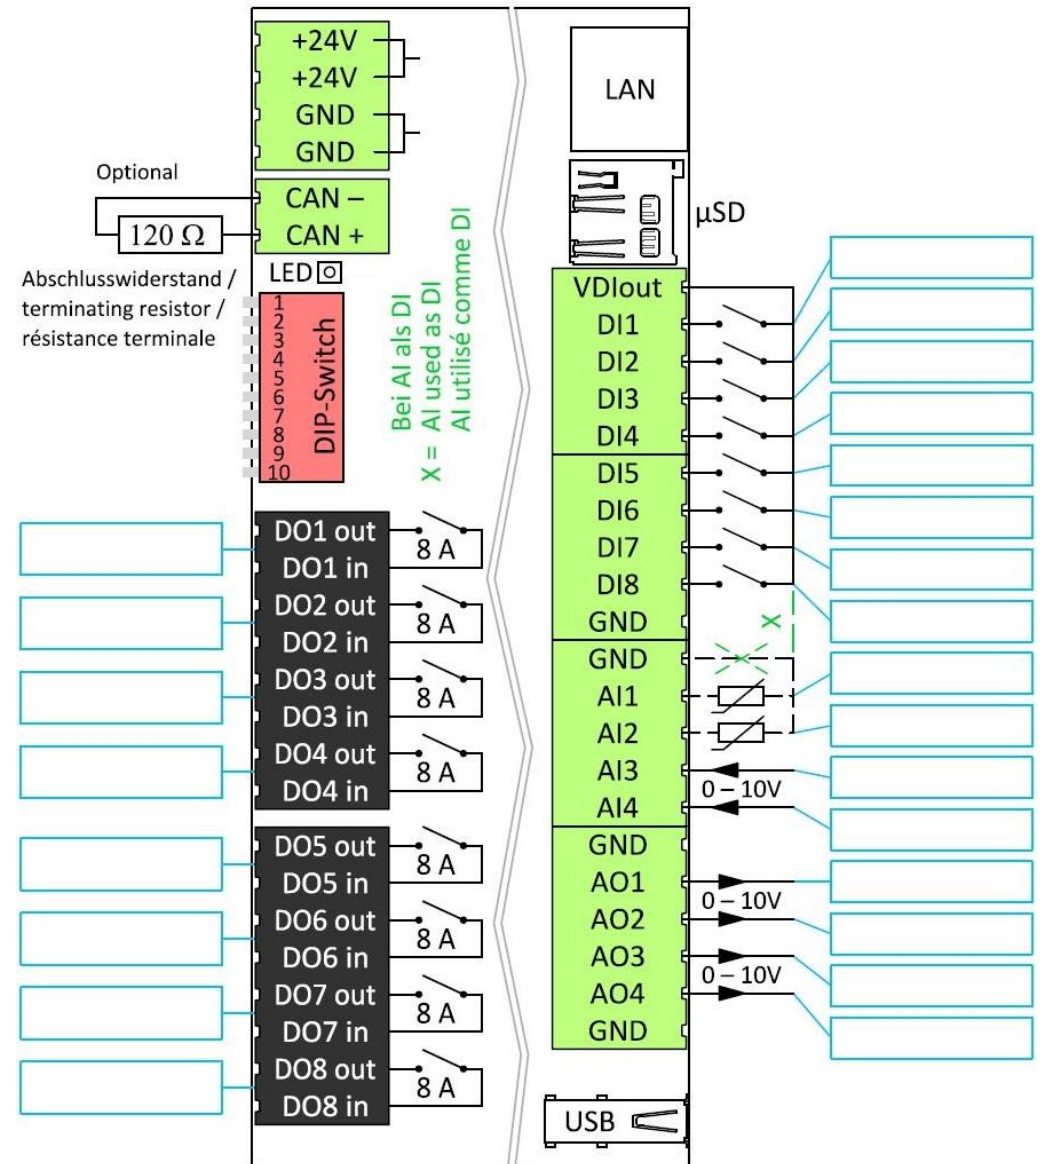 +24V
+24V
GND
GND
Optional
CAN –
CAN +
120 Ω
Abschlusswiderstand /
terminating resistor /
résistance terminale
LED
1
2
3
4
5
6
7
8
9
10
DIP-Switch
Bei AI als DI
X = AI used as DI
AI utilisé comme DI
DO1 out
DO1 in
8 A
DO2 out
DO2 in
8 A
DO3 out
DO3 in
8 A
DO4 out
DO4 in
8 A
DO5 out
DO5 in
8 A
DO6 out
DO6 in
8 A
DO7 out
DO7 in
8 A
DO8 out
DO8 in
8 A
LAN
µSD
VDIout
DI1
DI2
DI3
DI4
DI5
DI6
DI7
DI8
GND
X
GND
X
AI1
AI2
AI3
0 – 10V
AI4
GND
AO1
0 – 10V
AO2
AO3
0 – 10V
AO4
GND
USB